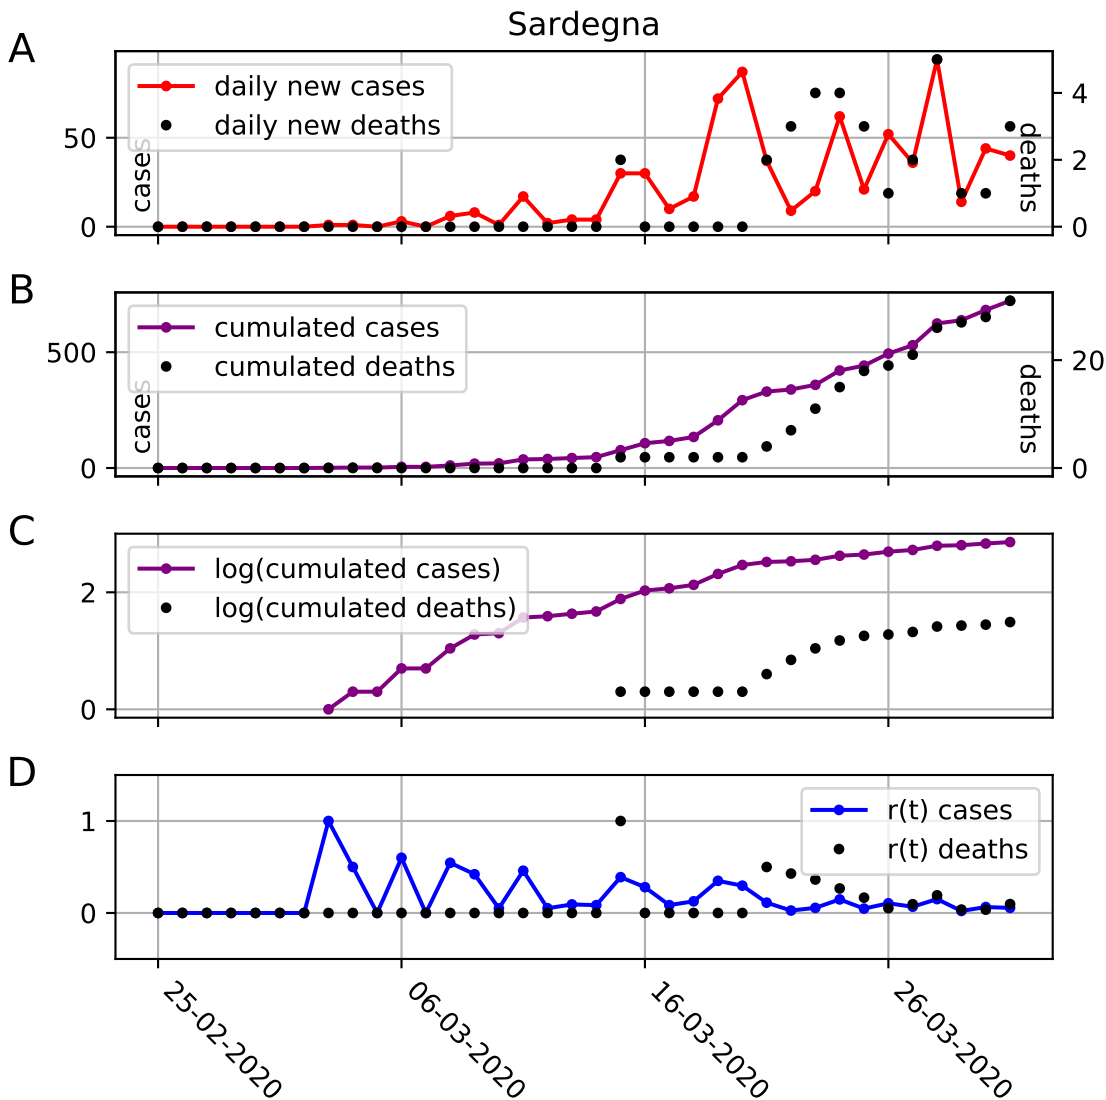 Sardegna
A
daily new cases
daily new deaths
50
0
cases
4
2
0
deaths
B
cumulated cases
cumulated deaths
500
0
cases
20
0
deaths
C
log(cumulated cases)
log(cumulated deaths)
2
0
D
r(t) cases
r(t) deaths
1
0
25-02-2020
06-03-2020
16-03-2020
26-03-2020